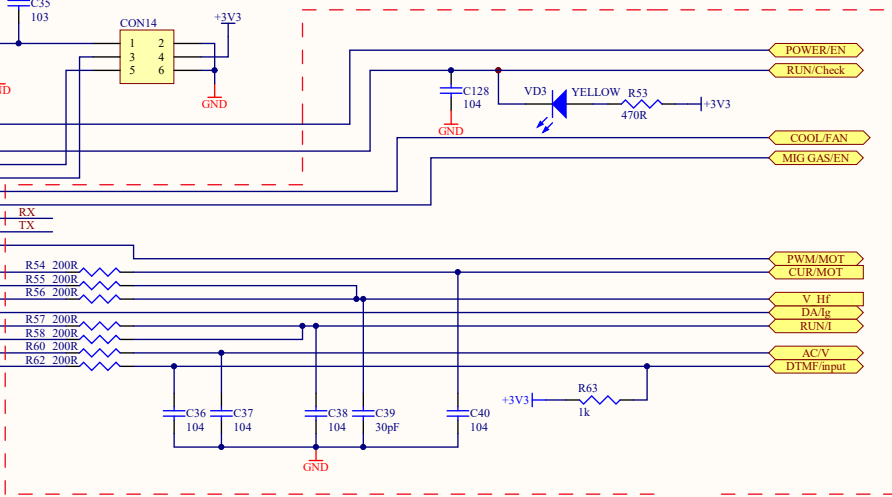 C35
103
CON14
+3V3
1 2
3 4
5 6
GND
POWER/EN
RUN/Check
C128
104
GND
VD3
YELLOW
R53
470R
+3V3
COOL/FAN
MIG GAS/EN
RX
TX
PWM/MOT
R54 200R
CUR/MOT
R55 200R
R56 200R
V Hf
DA/Ig
R57 200R
RUN/I
R58 200R
R60 200R
AC/V
R62 200R
DTMF/input
C36
104
C37
104
C38
104
C39
30pF
C40
104
+3V3
R63
1k
GND